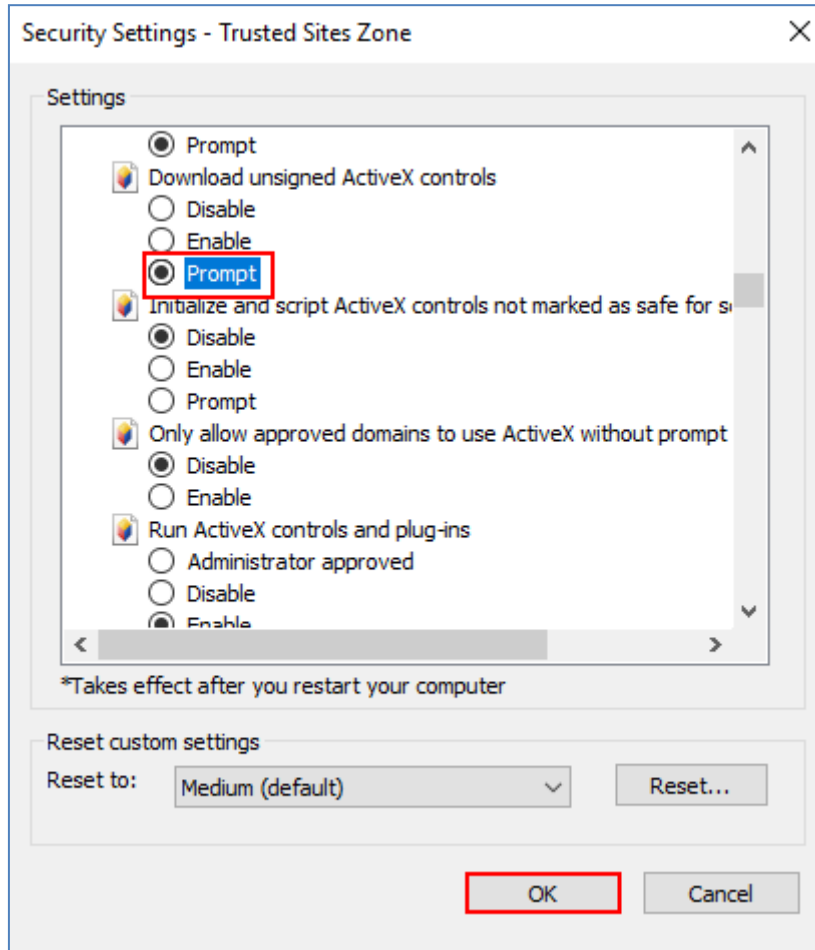 Security Settings - Trusted Sites Zone
Settings
Prompt
Download unsigned ActiveX controls
Disable
Enable
Prompt
Initialize and script ActiveX controls not marked as safe for s
Disable
Enable
Prompt
Only allow approved domains to use ActiveX without prompt
Disable
Enable
Run ActiveX controls and plug-ins
Administrator approved
Disable
Enable
*Takes effect after you restart your computer
Reset custom settings
Reset to: Medium (default) Reset...
OK Cancel